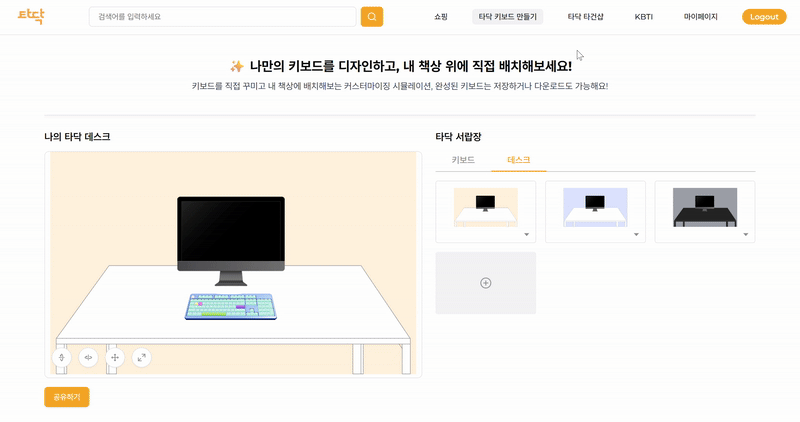 타닥
검색어를 입력하세요
쇼핑
타닥 키보드 만들기
타닥 타건샵
KBTI
마이페이지
Logout
✨ 나만의 키보드를 디자인하고, 내 책상 위에 직접 배치해보세요!
키보드를 직접 꾸미고 내 책상에 배치해보는 커스터마이징 시뮬레이션, 완성된 키보드는 저장하거나 다운로드도 가능해요!
나의 타닥 데스크
타닥 서랍장
키보드
데스크
공유하기